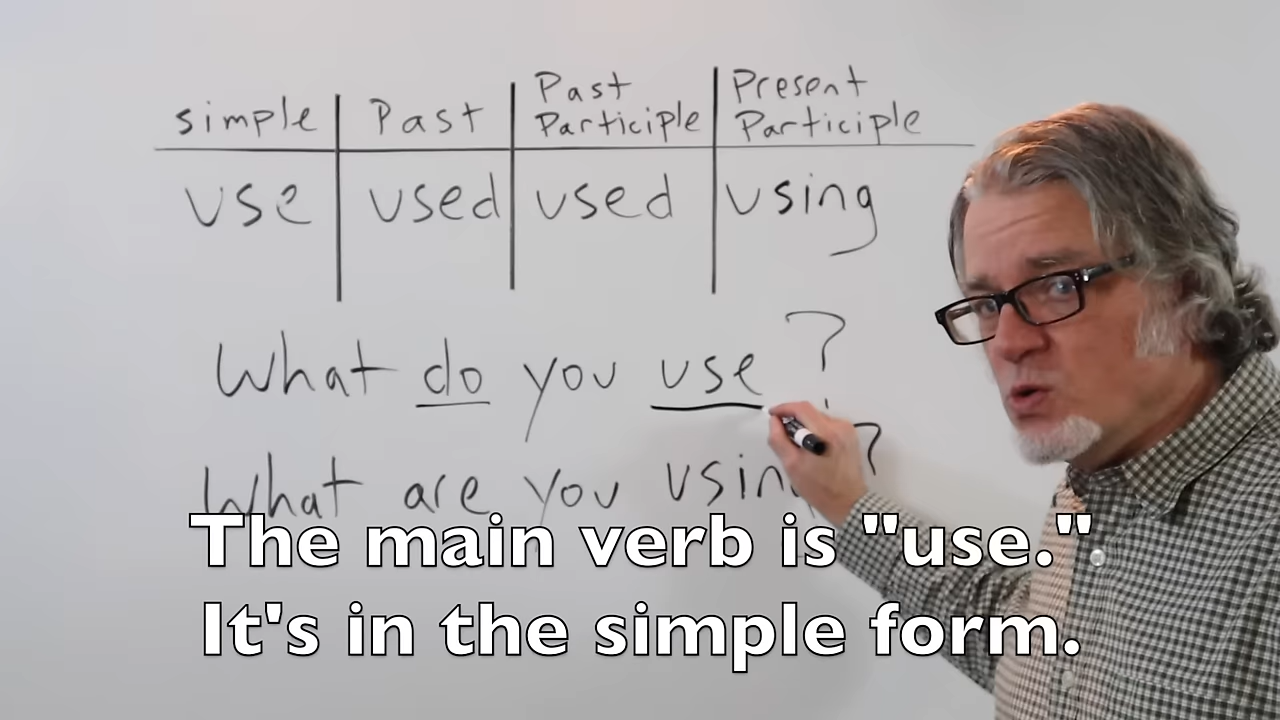 simple | Past | Past Participle | Present Participle
use | used | used | using
What do you use?
What are you using?
The main verb is "use."
It's in the simple form.